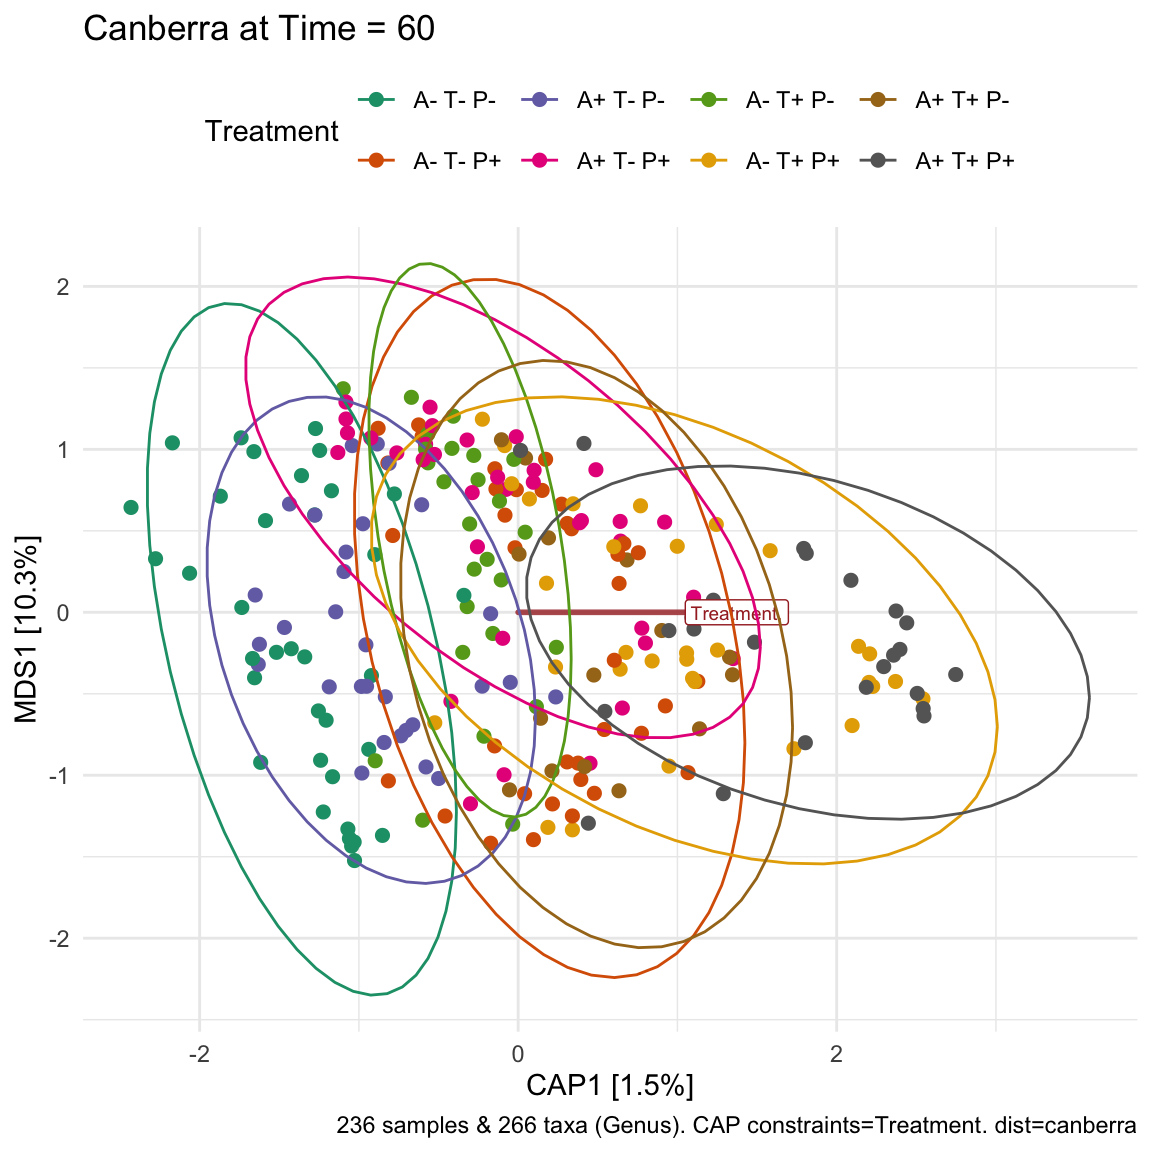 Canberra at Time = 60
Treatment
A- T- P-
A+ T- P-
A- T+ P-
A+ T+ P-
A- T- P+
A+ T- P+
A- T+ P+
A+ T+ P+
MDS1 [10.3%]
2
1
0
-1
-2
Treatment
-2
0
2
CAP1 [1.5%]
236 samples & 266 taxa (Genus). CAP constraints=Treatment. dist=canberra